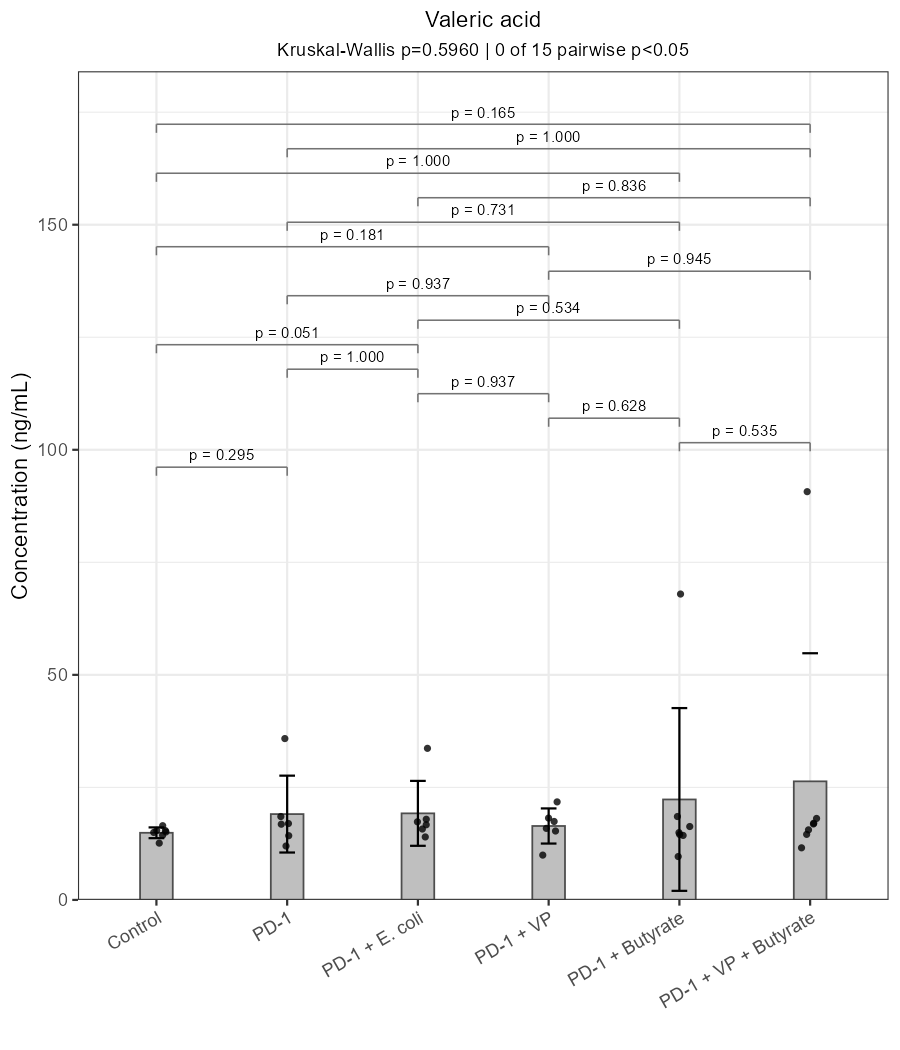 Valeric acid
Kruskal-Wallis p=0.5960 | 0 of 15 pairwise p<0.05
p = 0.165
p = 1.000
p = 1.000
p = 0.836
p = 0.731
p = 0.181
p = 0.945
p = 0.937
p = 0.534
p = 0.051
p = 1.000
p = 0.937
p = 0.628
p = 0.535
p = 0.295
Concentration (ng/mL)
150
100
50
0
Control
PD-1
PD-1 + E. coli
PD-1 + VP
PD-1 + Butyrate
PD-1 + VP + Butyrate